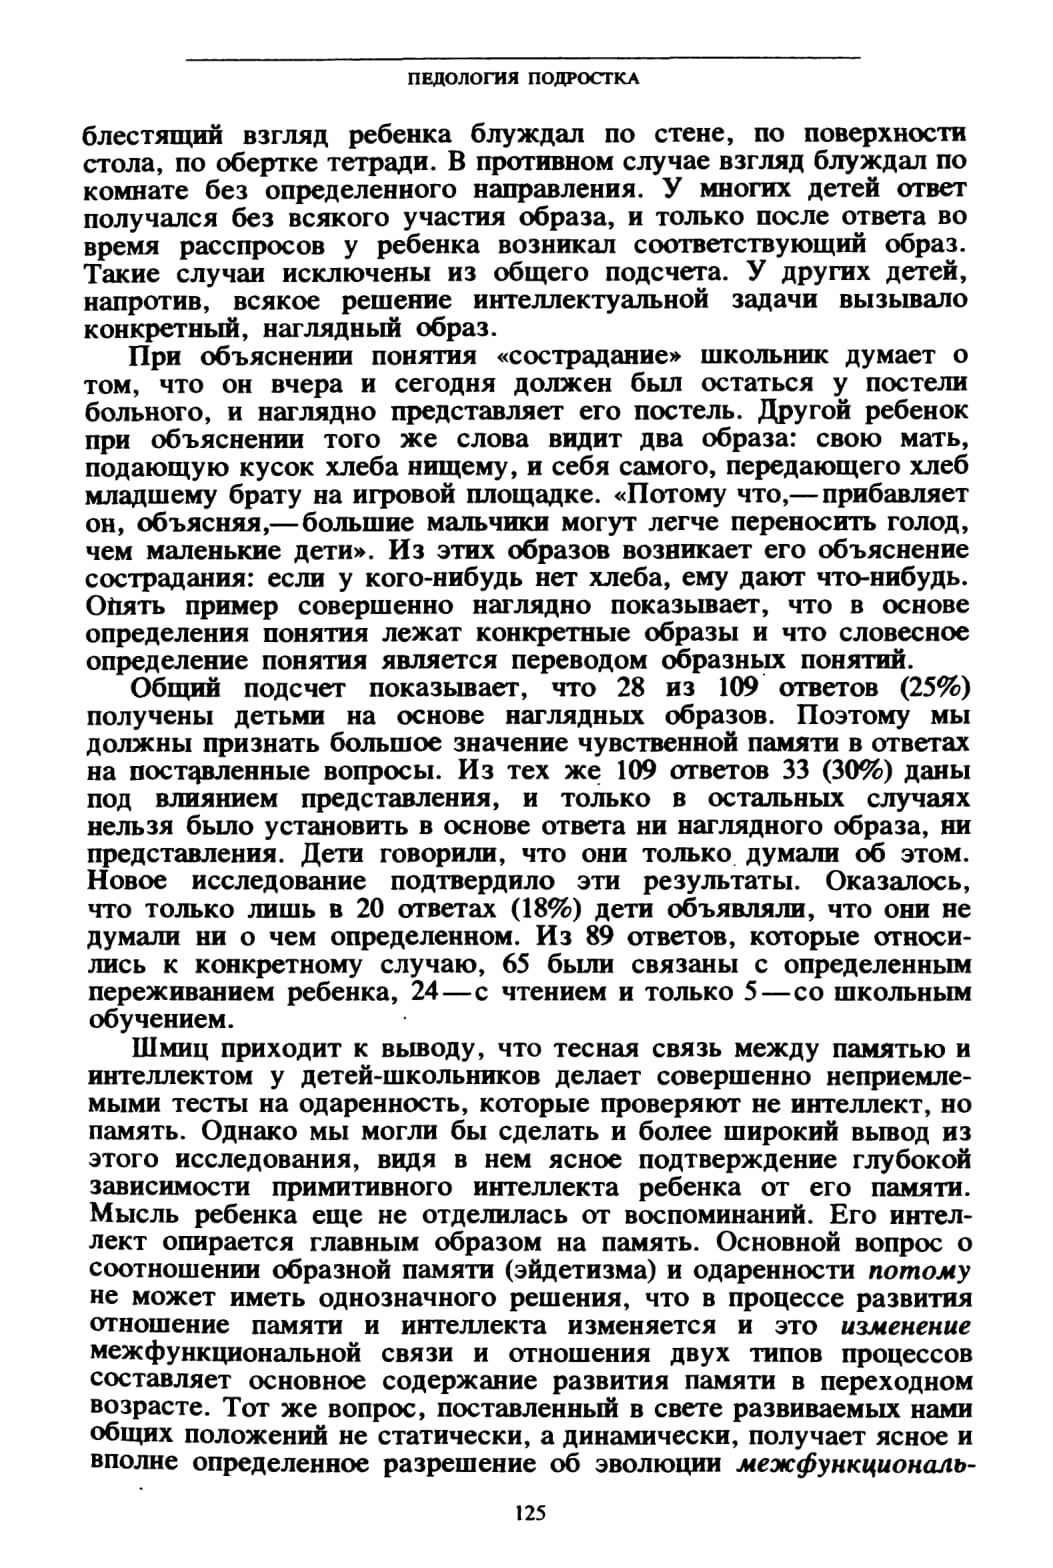 ПЕДОЛОГИЯ ПОДРОСТКА
блестящий взгляд ребенка блуждал по стене, по поверхности
стола, по обертке тетради. В противном случае взгляд блуждал по
комнате без определенного направления. У многих детей ответ
получался без всякого участия образа, и только после ответа во
время расспросов у ребенка возникал соответствующий образ.
Такие случаи исключены из общего подсчета. У других детей,
напротив, всякое решение интеллектуальной задачи вызывало
конкретный, наглядный образ.
При объяснении понятия «сострадание» школьник думает о
том, что он вчера и сегодня должен был остаться у постели
больного, и наглядно представляет его постель. Другой ребенок
при объяснении того же слова видит два образа: свою мать,
подающую кусок хлеба нищему, и себя самого, передающего хлеб
младшему брату на игровой площадке. «Потому что,— прибавляет
он, объясняя,— большие мальчики могут легче переносить голод,
чем маленькие дети». Из этих образов возникает его объяснение
сострадания: если у кого-нибудь нет хлеба, ему дают что-нибудь.
Опять пример совершенно наглядно показывает, что в основе
определения понятия лежат конкретные образы и что словесное
определение понятия является переводом образных понятий.
Общий подсчет показывает, что 28 из 109 ответов (25%)
получены детьми на основе наглядных образов. Поэтому мы
должны признать большое значение чувственной памяти в ответах
на поставленные вопросы. Из тех же 109 ответов 33 (30%) даны
под влиянием представления, и только в остальных случаях
нельзя было установить в основе ответа ни наглядного образа, ни
представления. Дети говорили, что они только думали об этом.
Новое исследование подтвердило эти результаты. Оказалось,
что только лишь в 20 ответах (18%) дети объявляли, что они не
думали ни о чем определенном. Из 89 ответов, которые относи-
лись к конкретному случаю, 65 были связаны с определенным
переживанием ребенка, 24 — с чтением и только 5 — со школьным
обучением.
Шмиц приходит к выводу, что тесная связь между памятью и
интеллектом у детей-школьников делает совершенно неприемле-
мыми тесты на одаренность, которые проверяют не интеллект, но
память. Однако мы могли бы сделать и более широкий вывод из
этого исследования, видя в нем ясное подтверждение глубокой
зависимости примитивного интеллекта ребенка от его памяти.
Мысль ребенка еще не отделилась от воспоминаний. Его интел-
лект опирается главным образом на память. Основной вопрос о
соотношении образной памяти (эйдетизма) и одаренности потому
не может иметь однозначного решения, что в процессе развития
отношение памяти и интеллекта изменяется и это изменение
межфункциональной связи и отношения двух типов процессов
составляет основное содержание развития памяти в переходном
возрасте. Тот же вопрос, поставленный в свете развиваемых нами
общих положений не статически, а динамически, получает ясное и
вполне определенное разрешение об эволюции межфункциональ-
125